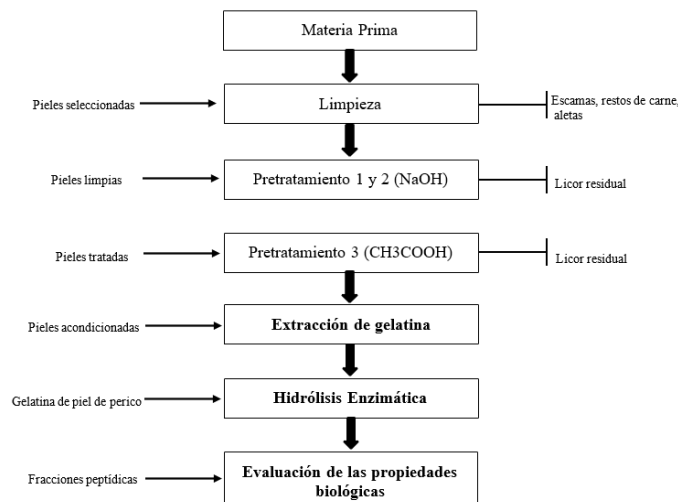 Materia Prima
Pieles seleccionadas
Limpieza
Escamas, restos de carne,
aletas
Pieles limpias
Pretratamiento 1 y 2 (NaOH)
Licor residual
Pieles tratadas
Pretratamiento 3 (CH3COOH)
Licor residual
Pieles acondicionadas
Extracción de gelatina
Gelatina de piel de perico
Hidrólisis Enzimática
Fracciones peptídicas
Evaluación de las propiedades
biológicas